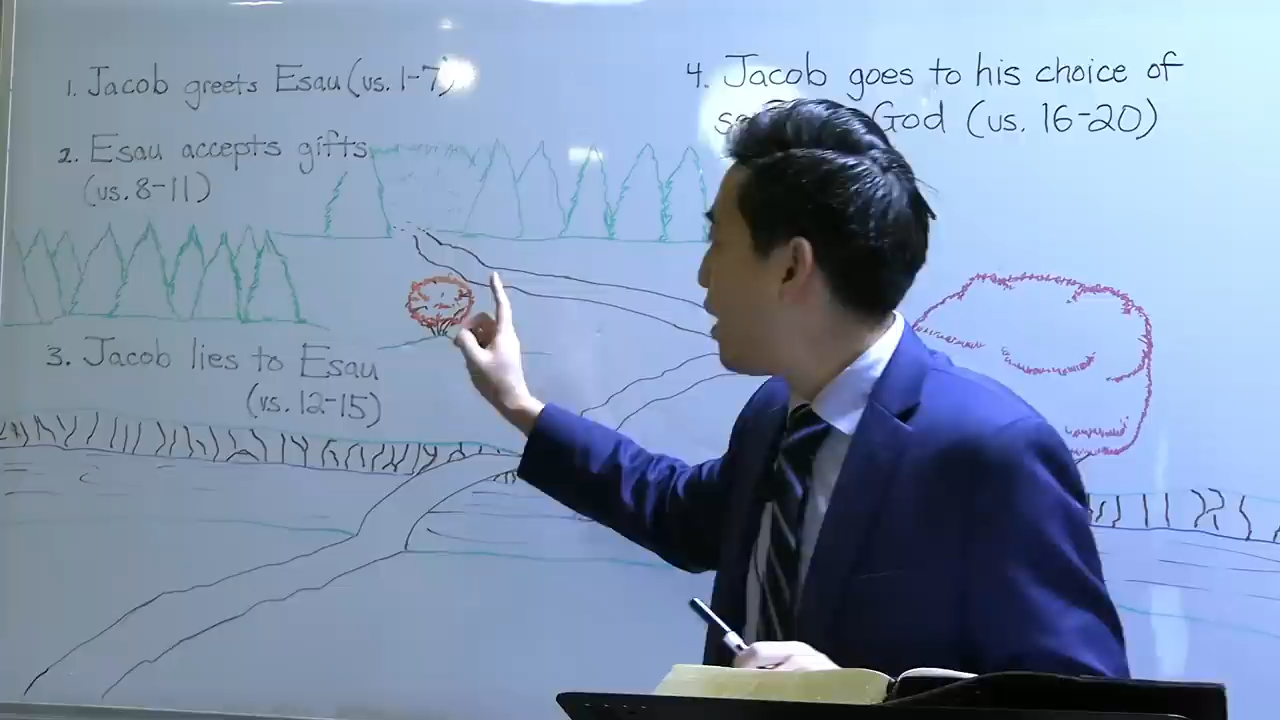 1. Jacob greets Esau (vs. 1-7)
2. Esau accepts gifts
(vs. 8-11)
3. Jacob lies to Esau
(vs. 12-15)
4. Jacob goes to his choice of
God (vs. 16-20)